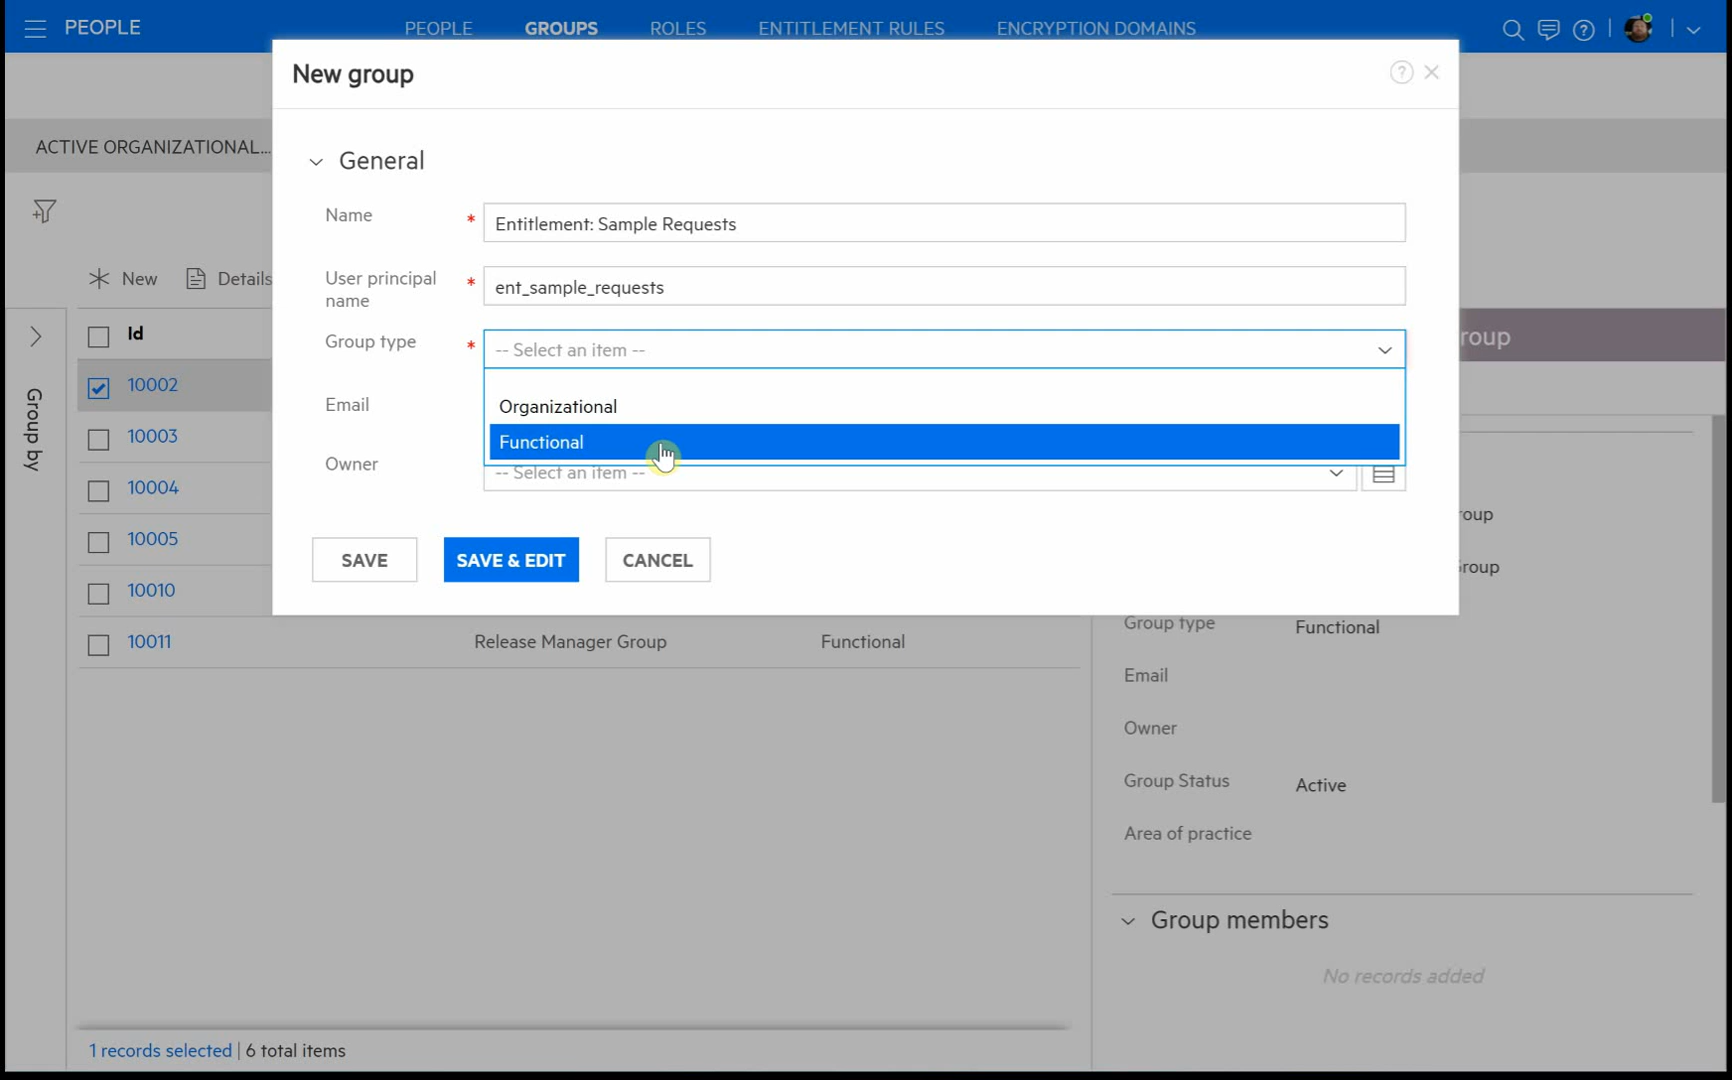 PEOPLE
PEOPLE GROUPS ROLES ENTITLEMENT RULES ENCRYPTION DOMAINS
New group
ACTIVE ORGANIZATIONAL...
General
Name * Entitlement: Sample Requests
User principal name * ent_sample_requests
New Details
Id
Group type * -- Select an item --
roup
Organizational
Functional
Email
Owner -- Select an item --
10002
10003
10004
10005
10010
10011 Release Manager Group Functional
Group by
roup
Group
SAVE SAVE & EDIT CANCEL
Group type Functional
Email
Owner
Group Status Active
Area of practice
Group members
No records added
1 records selected | 6 total items